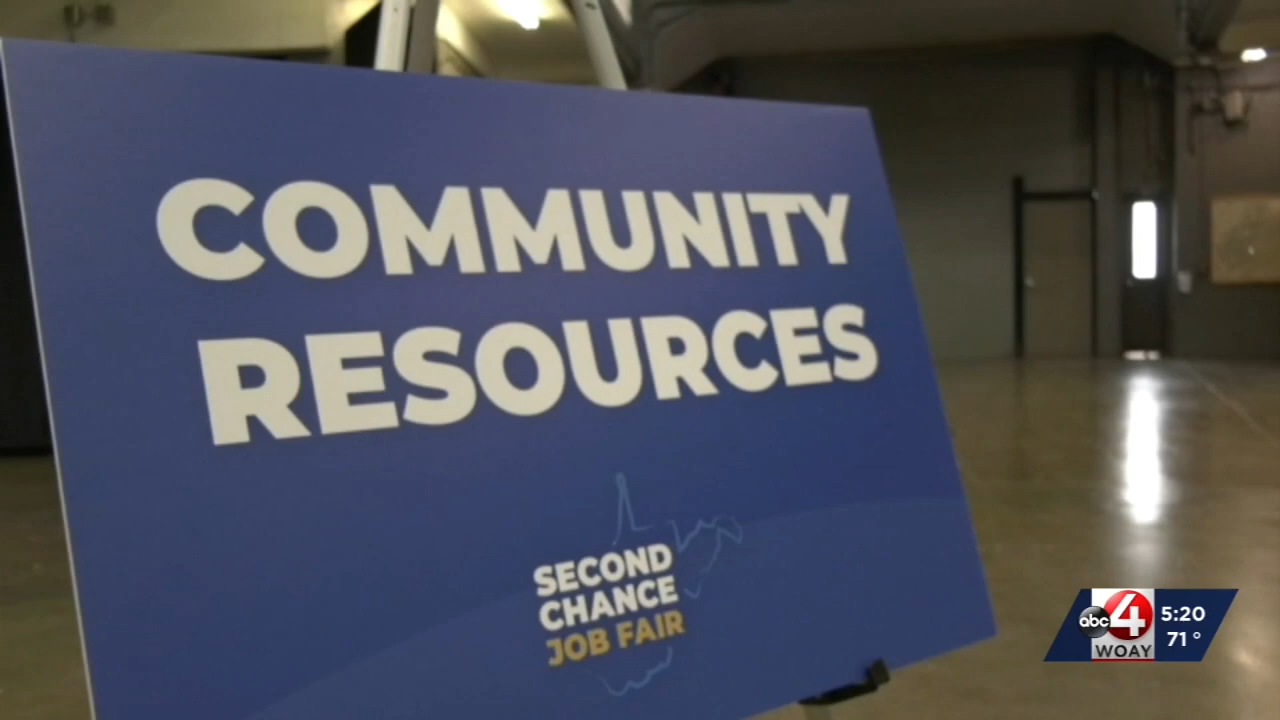 COMMUNITY
RESOURCES
SECOND
CHANCE
JOB FAIR
abc 4
WOAY
5:20
71°